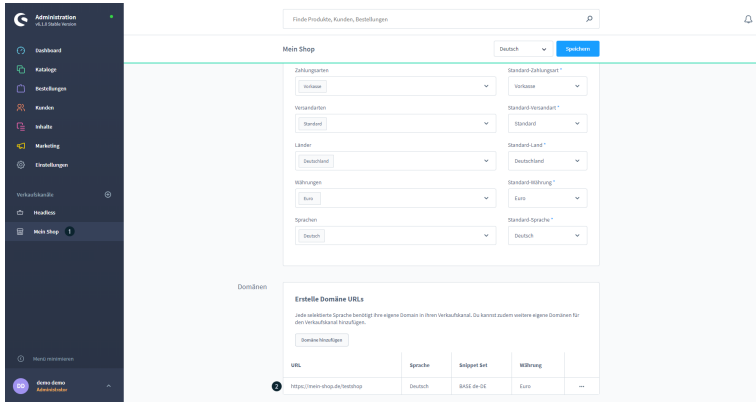 Administration
v6.1.0 Stable Version
Finde Produkte, Kunden, Bestellungen
Mein Shop
Deutsch
Speichern
Dashboard
Kataloge
Bestellungen
Kunden
Inhalte
Marketing
Einstellungen
Verkaufskanäle
Headless
Mein Shop 1
Zahlungsarten
Standard-Zahlungsart *
Vorkasse
Vorkasse
Versandarten
Standard-Versandart *
Standard
Standard
Länder
Standard-Land *
Deutschland
Deutschland
Währungen
Standard-Währung *
Euro
Euro
Sprachen
Standard-Sprache *
Deutsch
Deutsch
Domänen
Erstelle Domäne URLs
Jede selektierte Sprache benötigt ihre eigene Domain in ihren Verkaufskanal. Du kannst zudem weitere eigene Domänen für
den Verkaufskanal hinzufügen.
Domäne hinzufügen
URL Sprache Snippet Set Währung
2 https://mein-shop.de/testshop Deutsch BASE de-DE Euro ...
Menü minimieren
DD
demo demo
Administrator